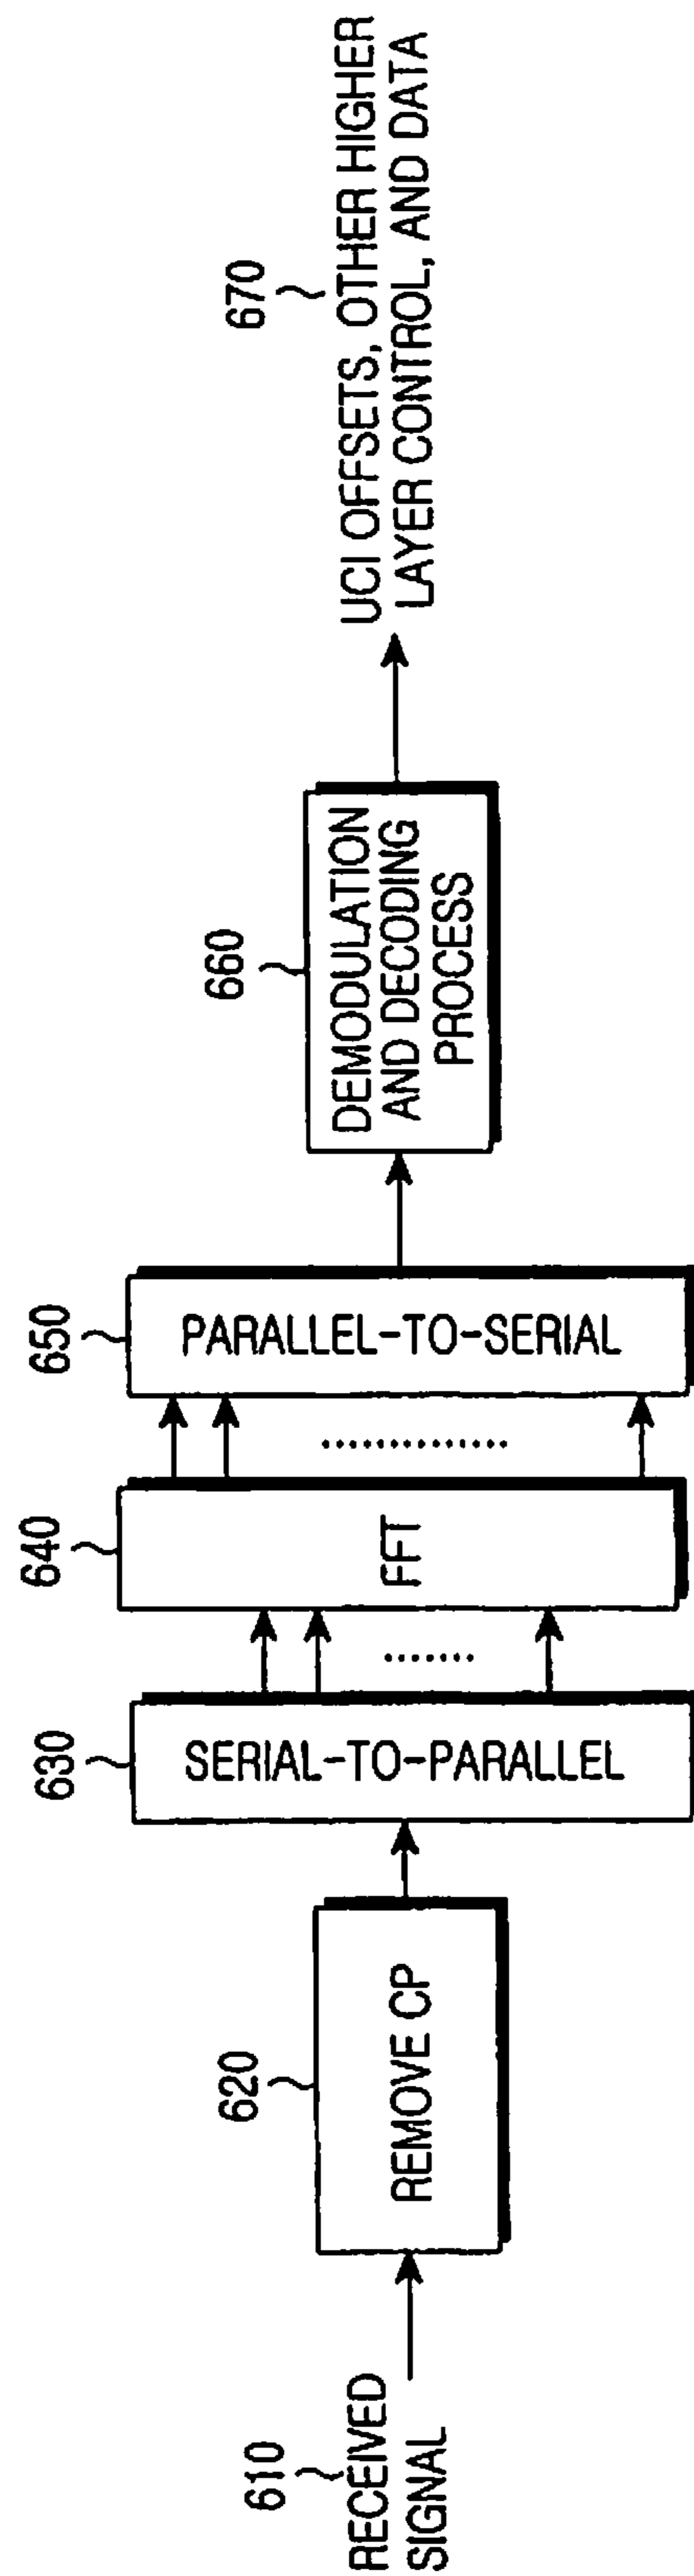 610
RECEIVED
SIGNAL
620
REMOVE CP
630
SERIAL-TO-PARALLEL
640
FFT
650
PARALLEL-TO-SERIAL
660
DEMODULATION
AND DECODING
PROCESS
670
UCI OFFSETS, OTHER HIGHER
LAYER CONTROL, AND DATA